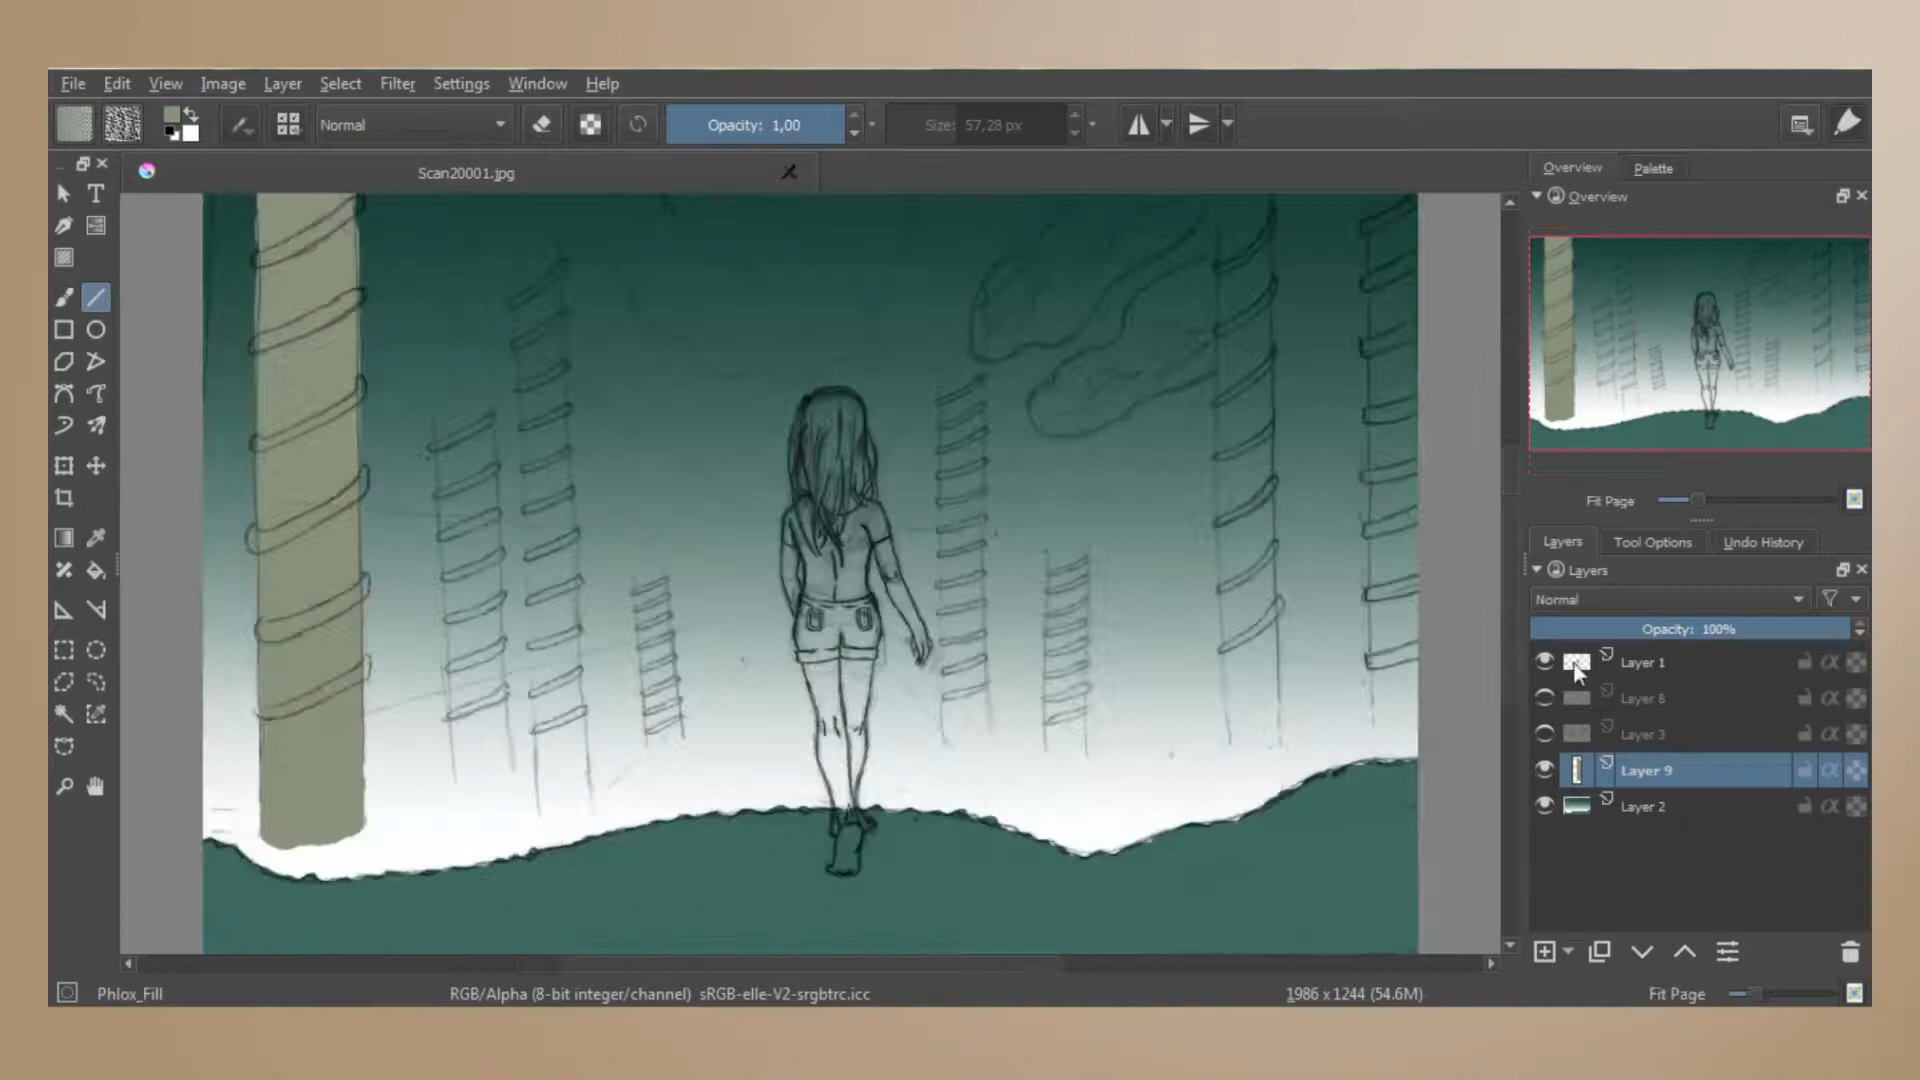 File Edit View Image Layer Select Filter Settings Window Help
Normal Opacity: 1,00 Size: 57,28 px
Scan20001.jpg
Overview Palette
Overview
Fit Page
Layers Tool Options Undo History
Layers
Normal
Opacity: 100%
Layer 1
Layer 8
Layer 3
Layer 9
Layer 2
Phlox_Fill RGB/Alpha (8-bit integer/channel) sRGB-elle-V2-srgbtrc.icc 1986 x 1244 (54.6M) Fit Page